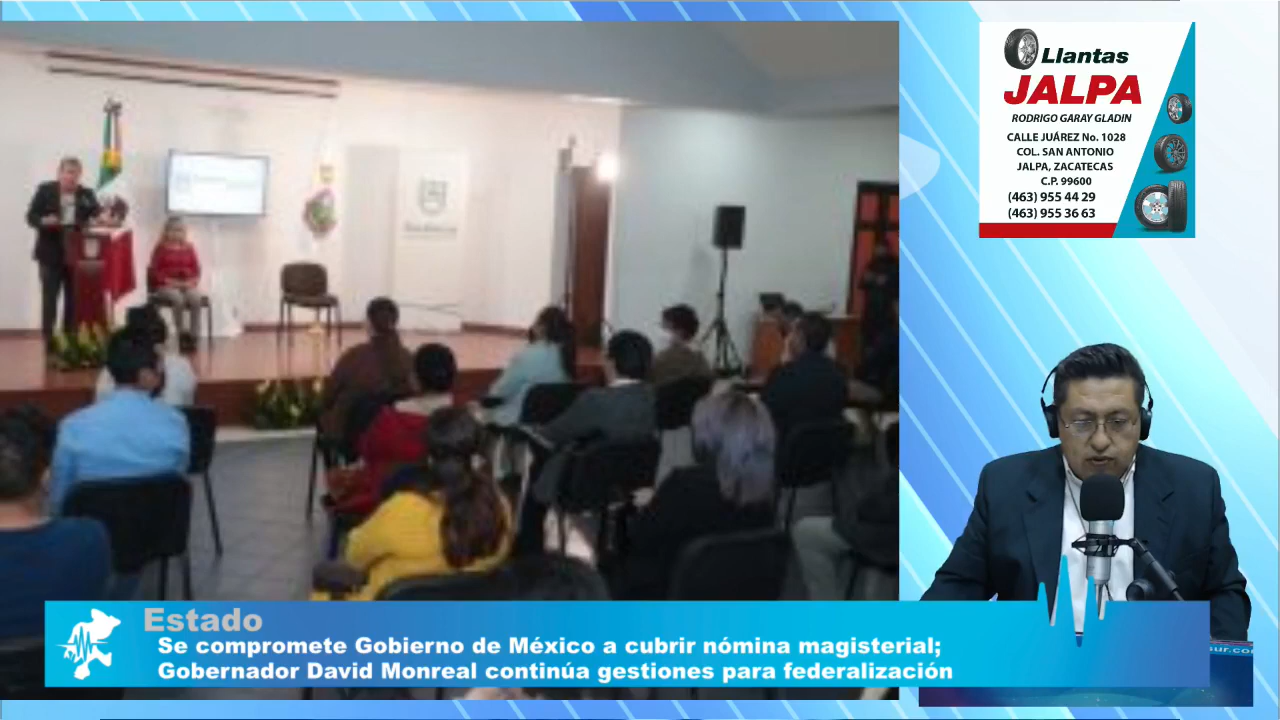 Llantas
JALPA
RODRIGO GARAY GLADIN
CALLE JUÁREZ No. 1028
COL. SAN ANTONIO
JALPA, ZACATECAS
C.P. 99600
(463) 955 44 29
(463) 955 36 63
Estado
Se compromete Gobierno de México a cubrir nómina magisterial;
Gobernador David Monreal continúa gestiones para federalización
sur.co